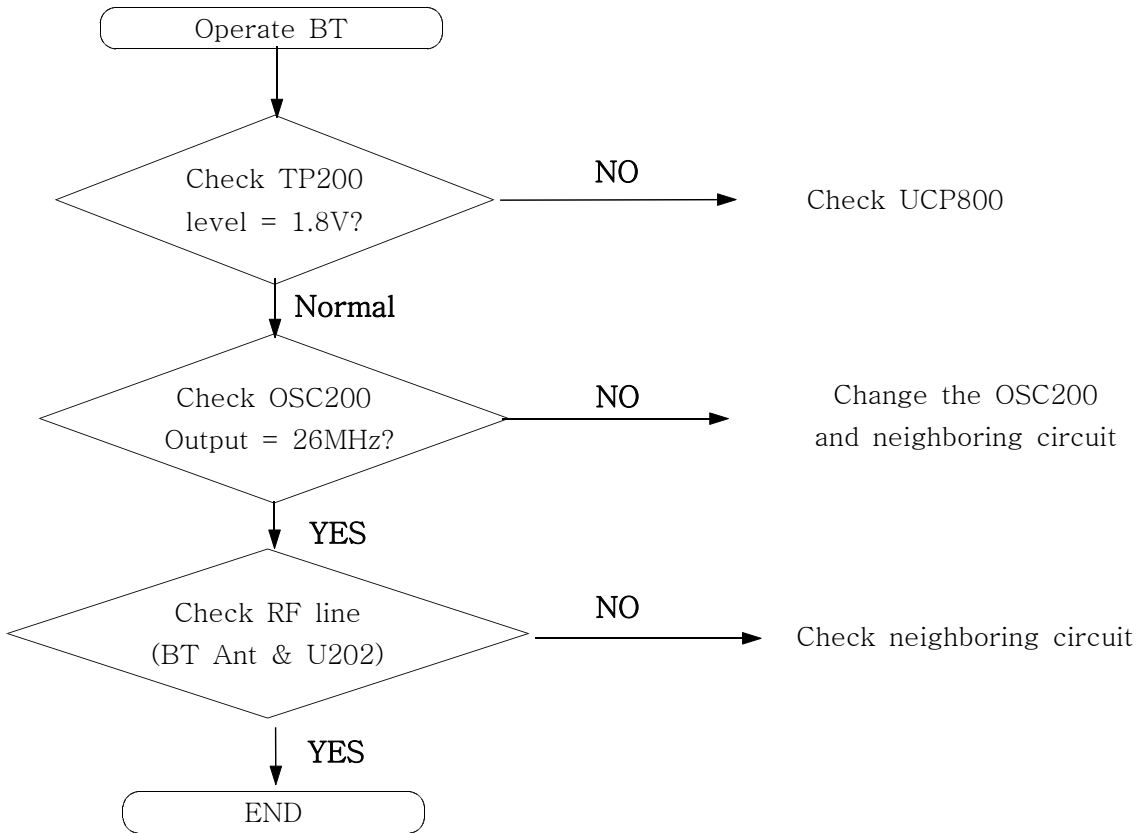 Operate BT
Check TP200
level = 1.8V?
NO
Check UCP800
Normal
Check OSC200
Output = 26MHz?
NO
Change the OSC200
and neighboring circuit
YES
Check RF line
(BT Ant & U202)
NO
Check neighboring circuit
YES
END